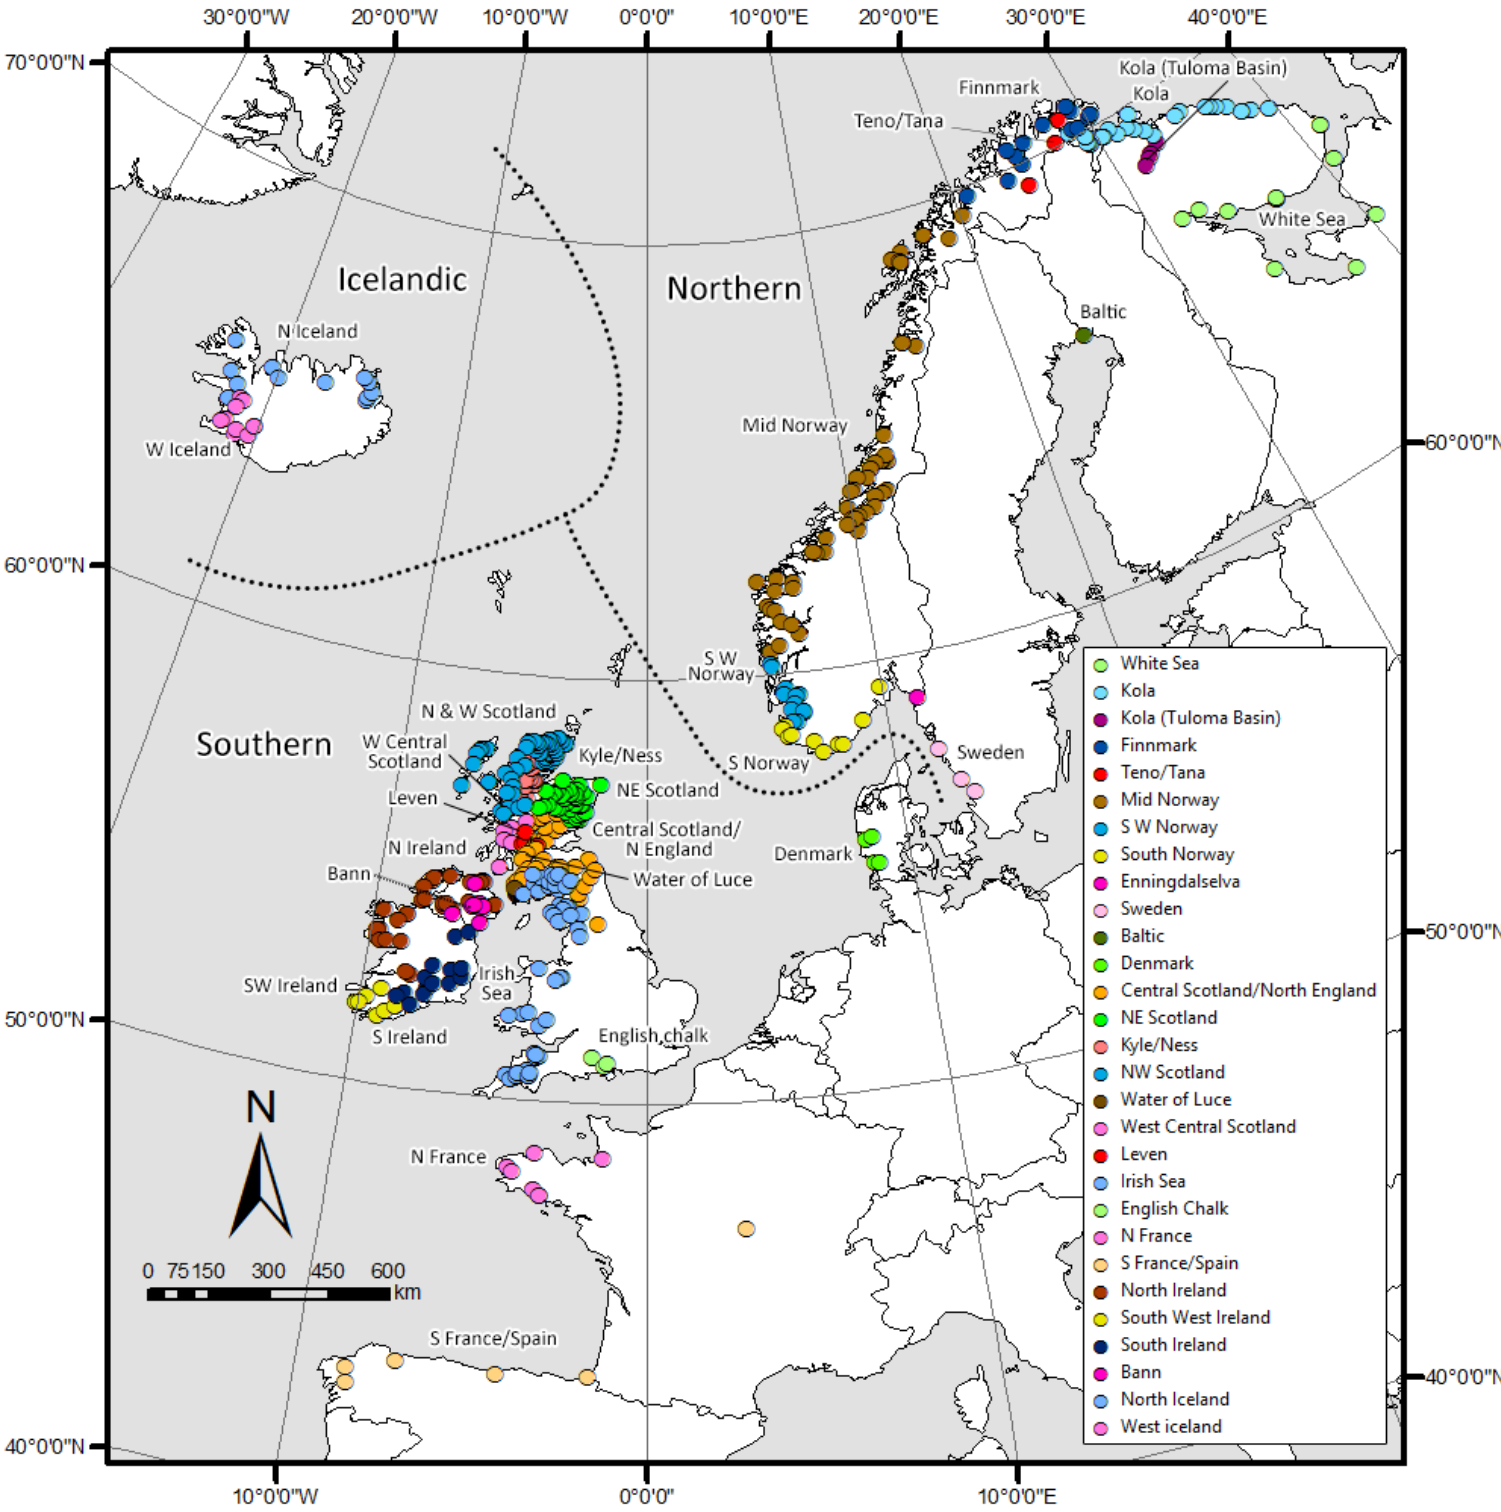 30°0'0"W
20°0'0"W
10°0'0"W
0°0'0"
10°0'0"E
20°0'0"E
30°0'0"E
40°0'0"E
70°0'0"N
Kola (Tuloma Basin)
Finnmark
Kola
Teno/Tana
White Sea
Icelandic
Northern
Baltic
N Iceland
Mid Norway
W Iceland
60°0'0"N
60°0'0"N
S W
Norway
N & W Scotland
Southern
W Central
Scotland
Kyle/Ness
S Norway
Sweden
Leven
NE Scotland
Central Scotland/
N England
N Ireland
Denmark
Bann
Water of Luce
50°0'0"N
SW Ireland
Irish
Sea
50°0'0"N
S Ireland
English chalk
N
N France
0 75 150 300 450 600
km
S France/Spain
40°0'0"N
40°0'0"N
10°0'0"W
0°0'0"
10°0'0"E
White Sea
Kola
Kola (Tuloma Basin)
Finnmark
Teno/Tana
Mid Norway
S W Norway
South Norway
Enningdalselva
Sweden
Baltic
Denmark
Central Scotland/North England
NE Scotland
Kyle/Ness
NW Scotland
Water of Luce
West Central Scotland
Leven
Irish Sea
English Chalk
N France
S France/Spain
North Ireland
South West Ireland
South Ireland
Bann
North Iceland
West iceland